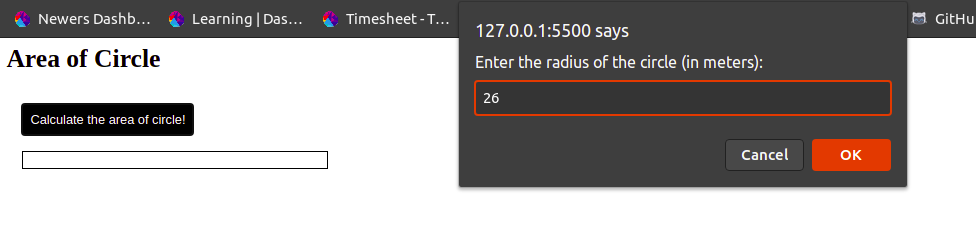 Newers Dashb… Learning | Das… Timesheet - T… GitHu
127.0.0.1:5500 says
Area of Circle
Enter the radius of the circle (in meters):
26
Calculate the area of circle!
Cancel OK